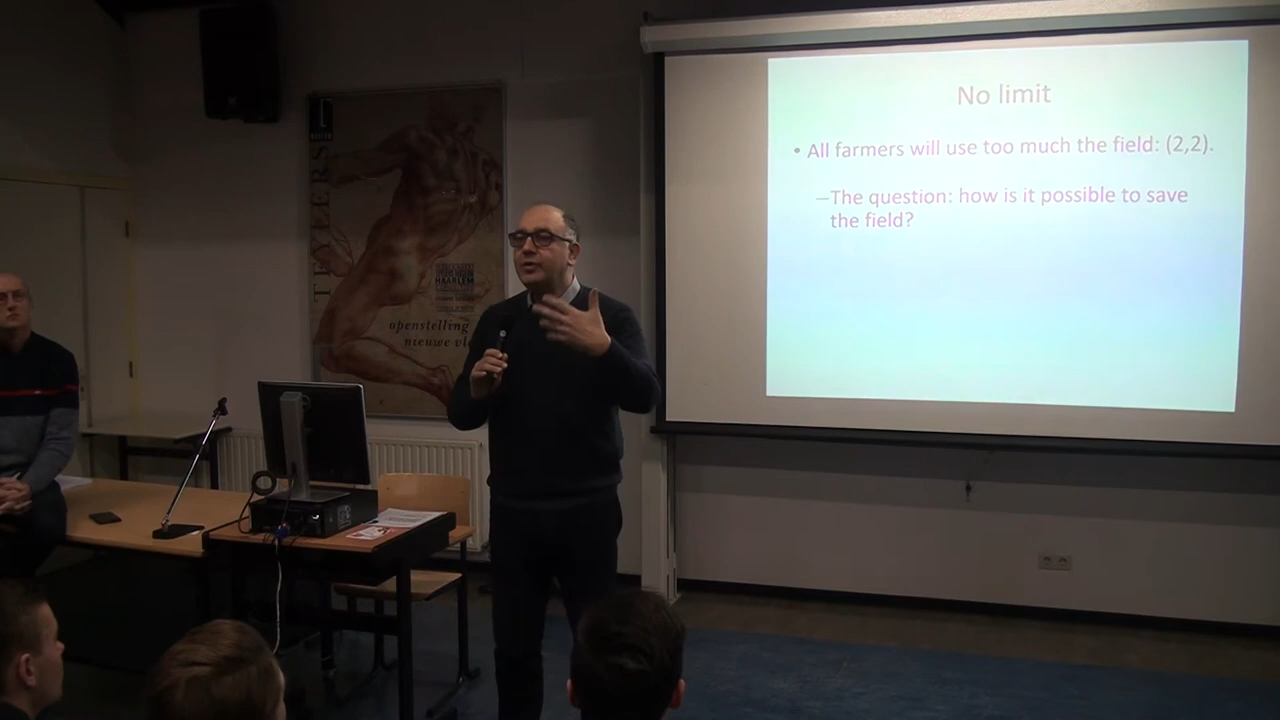 No limit
• All farmers will use too much the field: (2,2).
–The question: how is it possible to save
the field?
TEYLERS
HAARLEM
openstelling
nieuwe